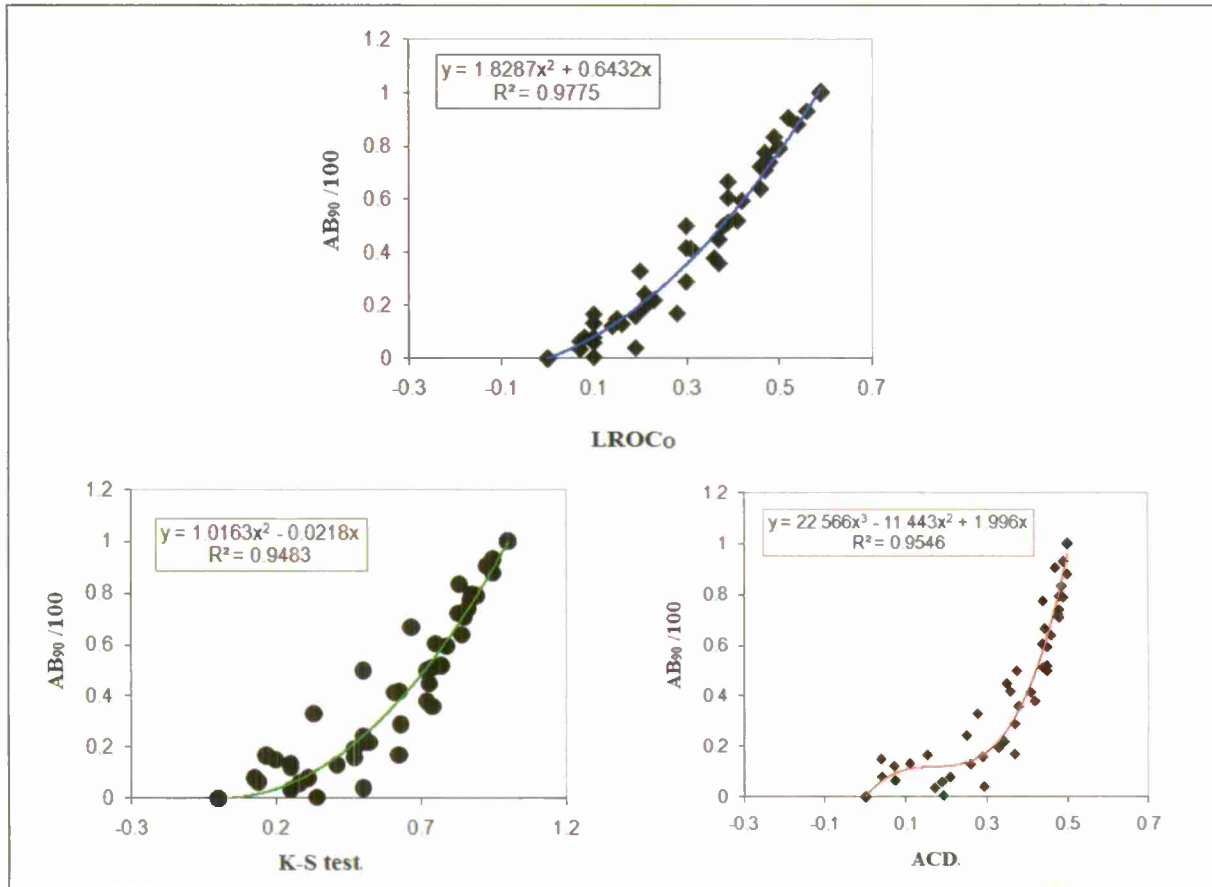 1.2
1
0.8
0.6
0.4
0.2
0
AB₉₀ /100
y = 1.8287x² + 0.6432x
R² = 0.9775
-0.3 -0.1 0.1 0.3 0.5 0.7
LROCo
1.2
1
0.8
0.6
0.4
0.2
0
AB₉₀ /100
y = 1.0163x² - 0.0218x
R² = 0.9483
-0.3 0.2 0.7 1.2
K-S test.
1.2
1
0.8
0.6
0.4
0.2
0
AB₉₀ /100
y = 22.566x³ - 11.443x² + 1.996x
R² = 0.9546
-0.3 -0.1 0.1 0.3 0.5 0.7
ACD.